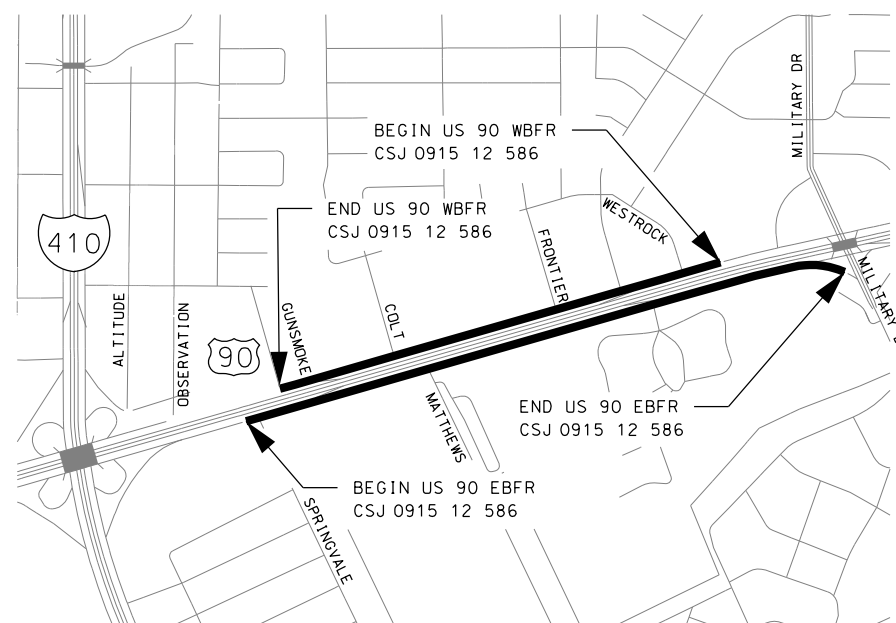 BEGIN US 90 WBFR
CSJ 0915 12 586
MILITARY DR
END US 90 WBFR
CSJ 0915 12 586
WESTROCK
410
FRONTIER
MILITARY
ALTITUDE
OBSERVATION
90
GUNSMOKE
COLT
MATTHEWS
END US 90 EBFR
CSJ 0915 12 586
BEGIN US 90 EBFR
CSJ 0915 12 586
SPRINGVALE